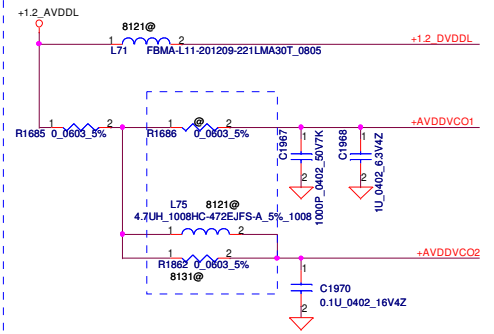 +1.2_AVDDL
8121@
1 2
L71 FBMA-L11-201209-221LMA30T_0805
+1.2_DVDDL
1 2
R1685 0_0603_5%
1 @ 2
R1686 0_0603_5%
+AVDDVCO1
1
C1967
1000P_0402_50V7K
2
1
C1968
1U_0402_6.3V4Z
2
L75 8121@
4.7UH_1008HC-472EJFS-A_5%_1008
1 2
1 2
R1862 0_0603_5%
8131@
+AVDDVCO2
1
C1970
0.1U_0402_16V4Z
2